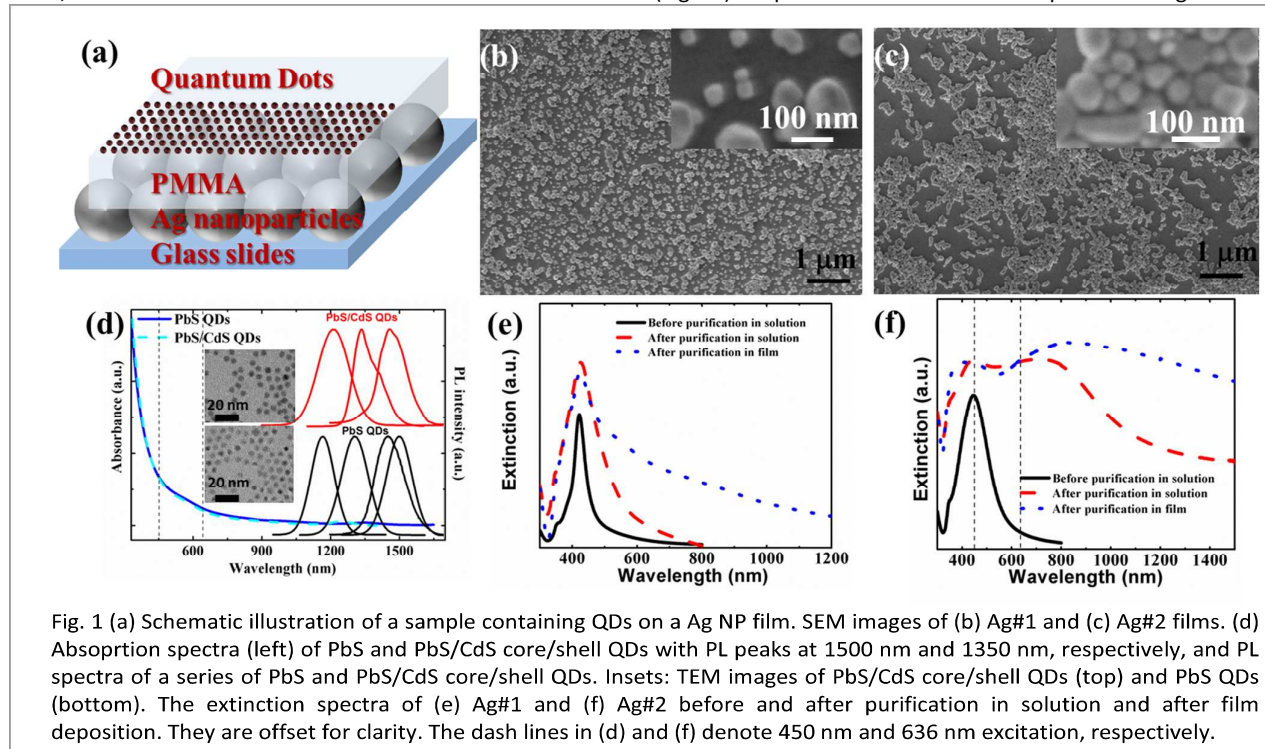 (a)
Quantum Dots
PMMA
Ag nanoparticles
Glass slides
(b)
100 nm
1 μm
(c)
100 nm
1 μm
(d)
PbS QDs
PbS/CdS QDs
PbS/CdS QDs
20 nm
PbS QDs
20 nm
Absorbance (a.u.)
PL intensity (a.u.)
600 900 1200 1500
Wavelength (nm)
(e)
Before purification in solution
After purification in solution
After purification in film
Extinction (a.u.)
400 600 800 1000 1200
Wavelength (nm)
(f)
Before purification in solution
After purification in solution
After purification in film
Extinction (a.u.)
400 600 800 1000 1200 1400
Wavelength (nm)
Fig. 1 (a) Schematic illustration of a sample containing QDs on a Ag NP film. SEM images of (b) Ag#1 and (c) Ag#2 films. (d)
Absoprtion spectra (left) of PbS and PbS/CdS core/shell QDs with PL peaks at 1500 nm and 1350 nm, respectively, and PL
spectra of a series of PbS and PbS/CdS core/shell QDs. Insets: TEM images of PbS/CdS core/shell QDs (top) and PbS QDs
(bottom). The extinction spectra of (e) Ag#1 and (f) Ag#2 before and after purification in solution and after film
deposition. They are offset for clarity. The dash lines in (d) and (f) denote 450 nm and 636 nm excitation, respectively.